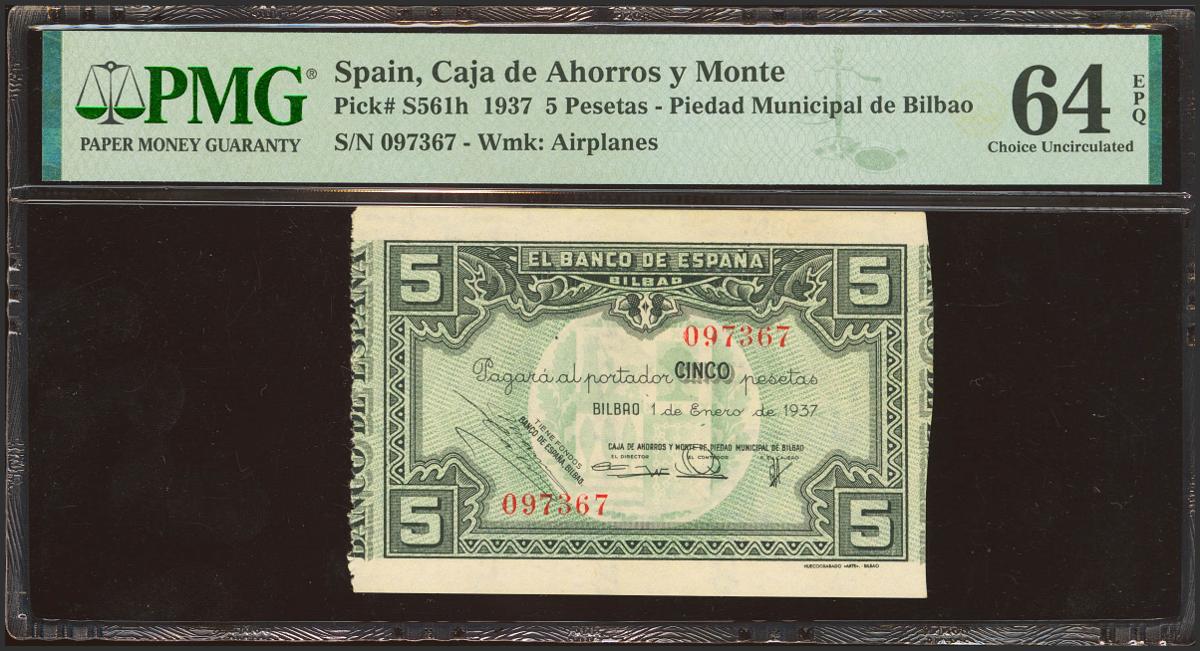 PMG®
PAPER MONEY GUARANTY
Spain, Caja de Ahorros y Monte
Pick# S561h 1937 5 Pesetas - Piedad Municipal de Bilbao
S/N 097367 - Wmk: Airplanes
64
EPQ
Choice Uncirculated
5
EL BANCO DE ESPAÑA
BILBAO
5
097367
Pagará al portador CINCO pesetas
BILBAO 1 de Enero de 1937
TIENE FONDOS
BANCO DE ESPAÑA, BILBAO.
CAJA DE AHORROS Y MONTE DE PIEDAD MUNICIPAL DE BILBAO
EL DIRECTOR EL CONTADOR
097367
5
5
BANCO DE ESPAÑA
HUECOGRABADO «ARTE». - BILBAO